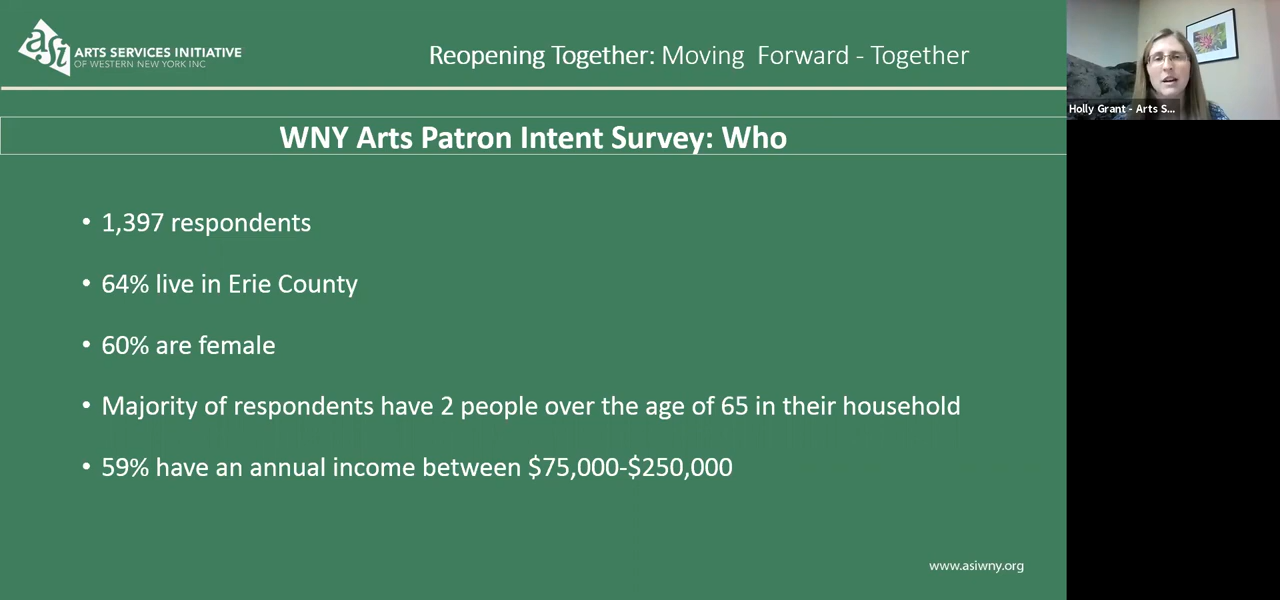 asi
ARTS SERVICES INITIATIVE
OF WESTERN NEW YORK INC
Reopening Together: Moving  Forward - Together
WNY Arts Patron Intent Survey: Who
• 1,397 respondents
• 64% live in Erie County
• 60% are female
• Majority of respondents have 2 people over the age of 65 in their household
• 59% have an annual income between $75,000-$250,000
www.asiwny.org
Holly Grant - Arts S...